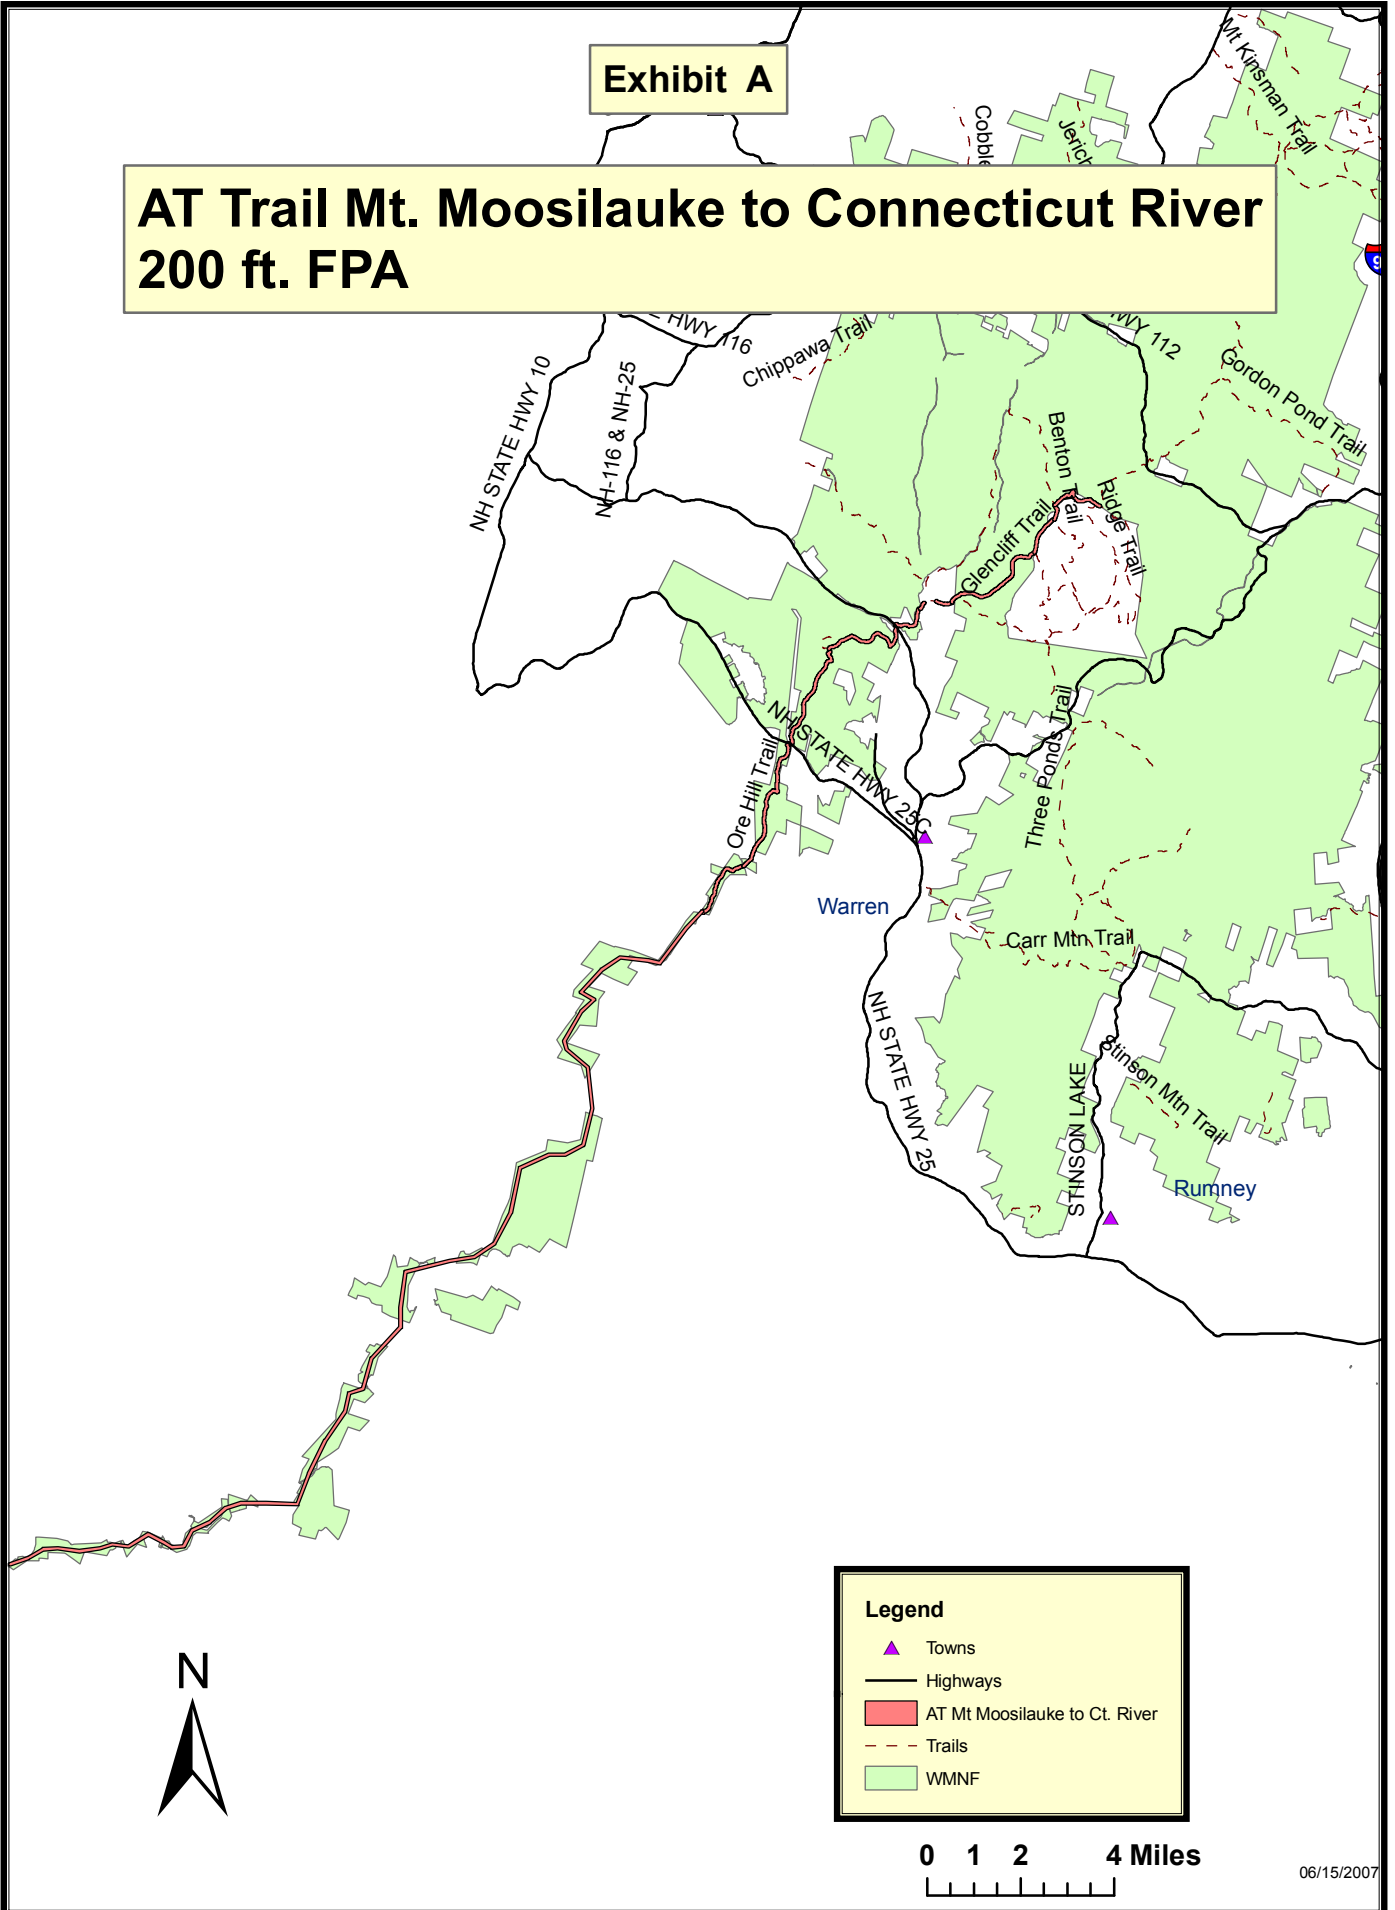 Exhibit A
AT Trail Mt. Moosilauke to Connecticut River
200 ft. FPA
Mt Kinsman Trail
Cobble
Jerich
9
HWY 116
HWY 112
Chippawa Trail
Gordon Pond Trail
NH STATE HWY 10
NH-116 & NH-25
Benton Trail
Ridge Trail
Glencliff Trail
NH STATE HWY 25C
Ore Hill Trail
Three Ponds Trail
Warren
Carr Mtn Trail
NH STATE HWY 25
STINSON LAKE
Stinson Mtn Trail
Rumney
N
Legend
Towns
Highways
AT Mt Moosilauke to Ct. River
Trails
WMNF
0 1 2 4 Miles
06/15/2007